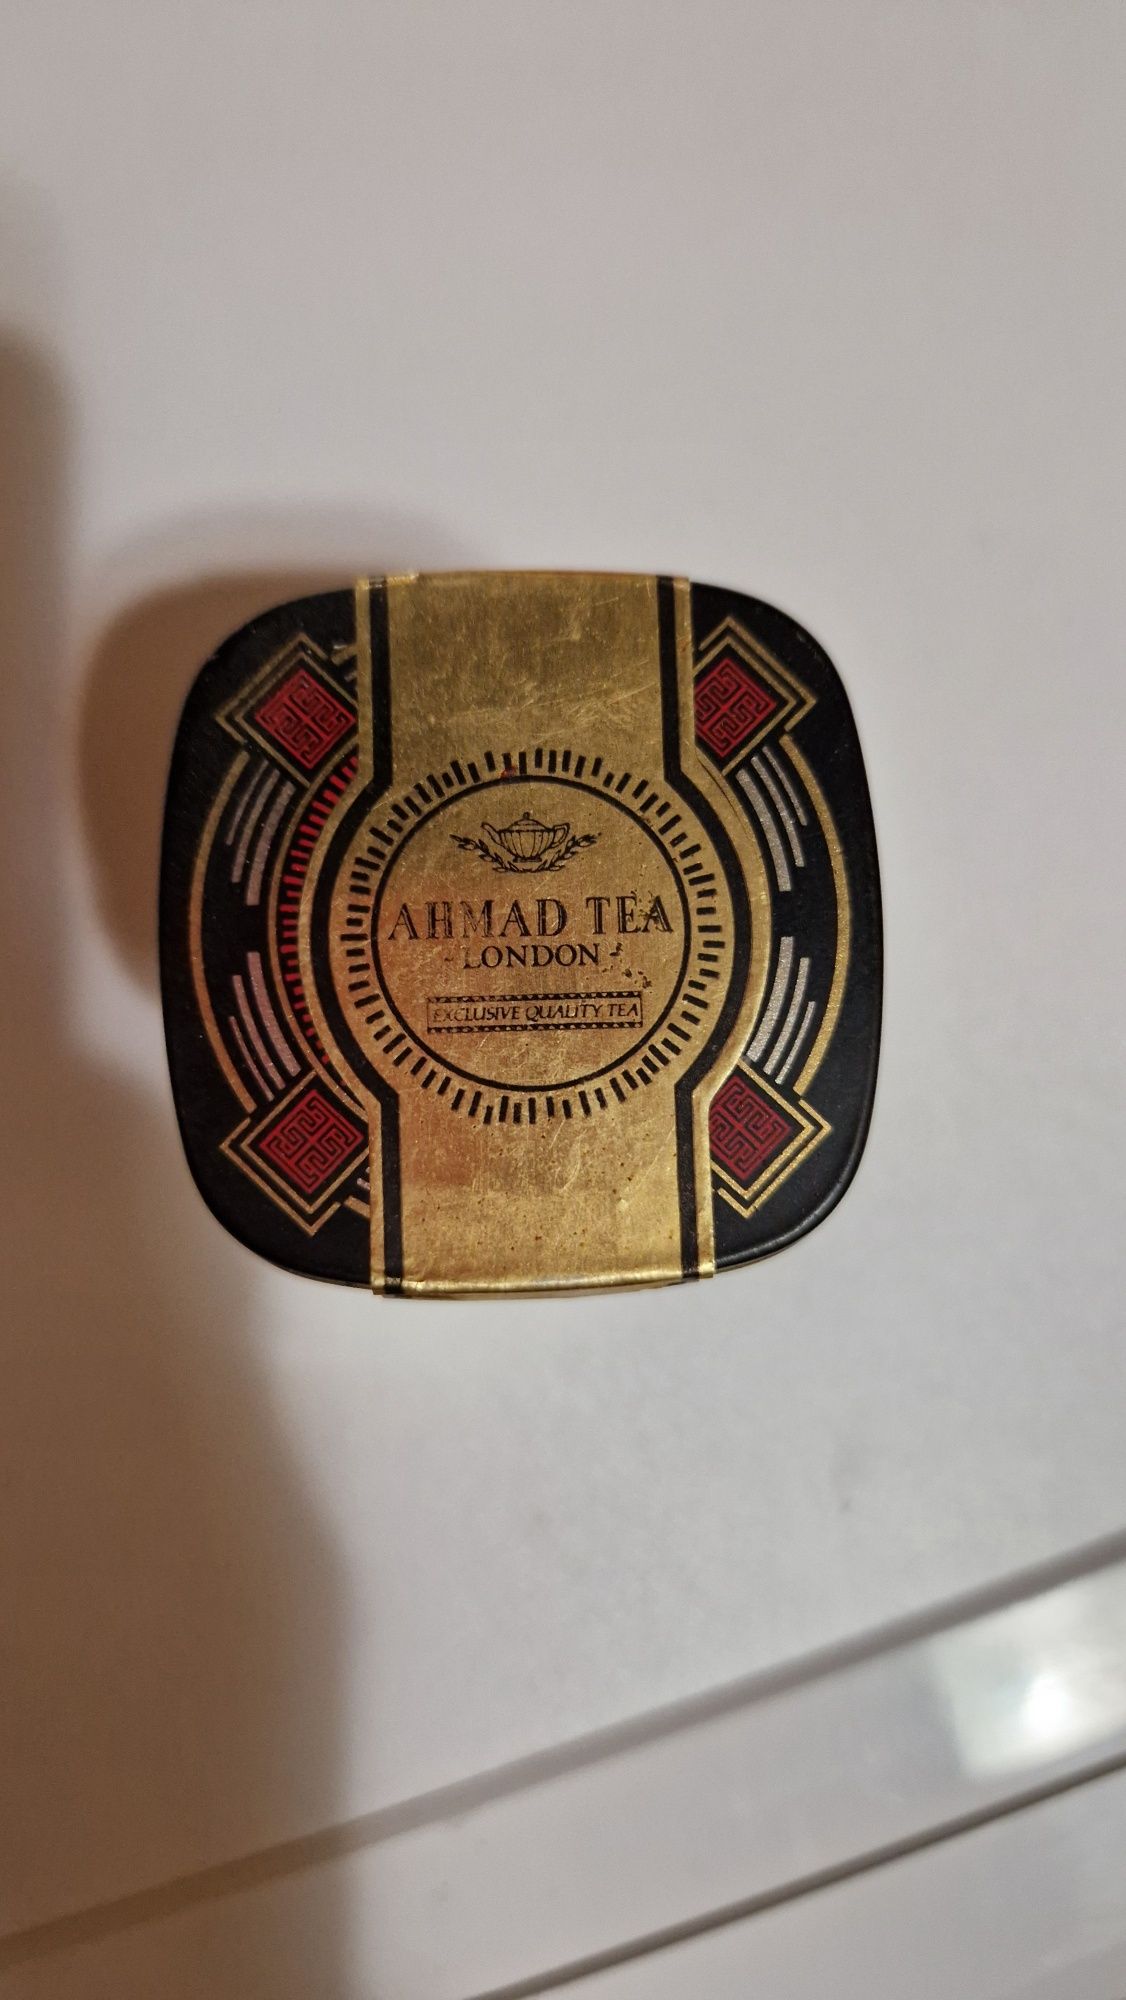 AHMAD TEA
- LONDON -
EXCLUSIVE QUALITY TEA